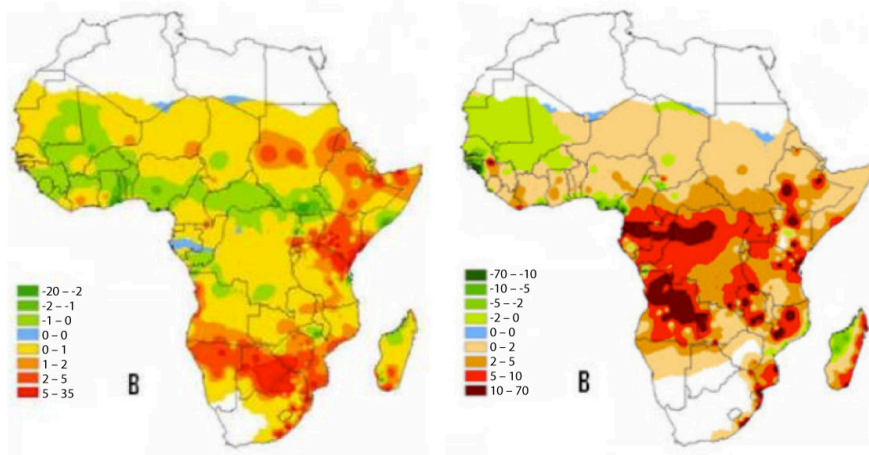 -20 – -2
-2 – -1
-1 – 0
0 – 0
0 – 1
1 – 2
2 – 5
5 – 35
B
-70 – -10
-10 – -5
-5 – -2
-2 – 0
0 – 0
0 – 2
2 – 5
5 – 10
10 – 70
B